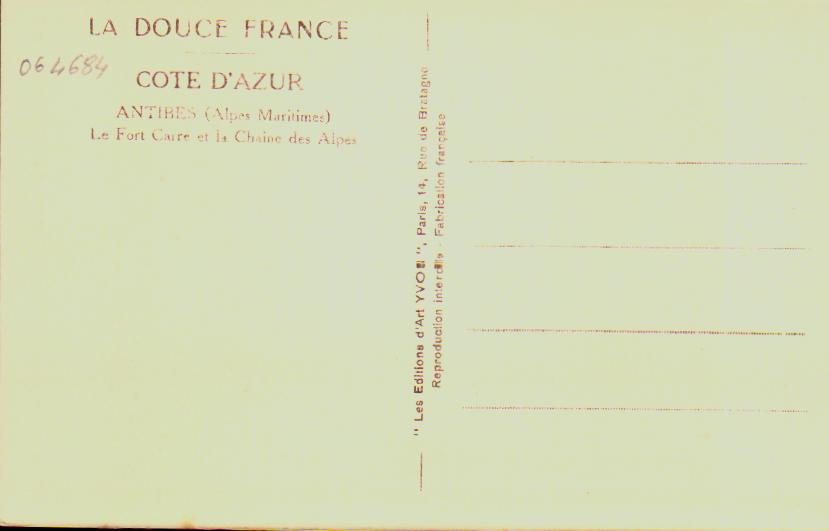 LA DOUCE FRANCE
064684
COTE D'AZUR
ANTIBES (Alpes Maritimes)
Le Fort Carre et la Chaine des Alpes
" Les Editions d'Art YVON ", Paris, 14, Rue de Bretagne
Reproduction interdite - Fabrication française